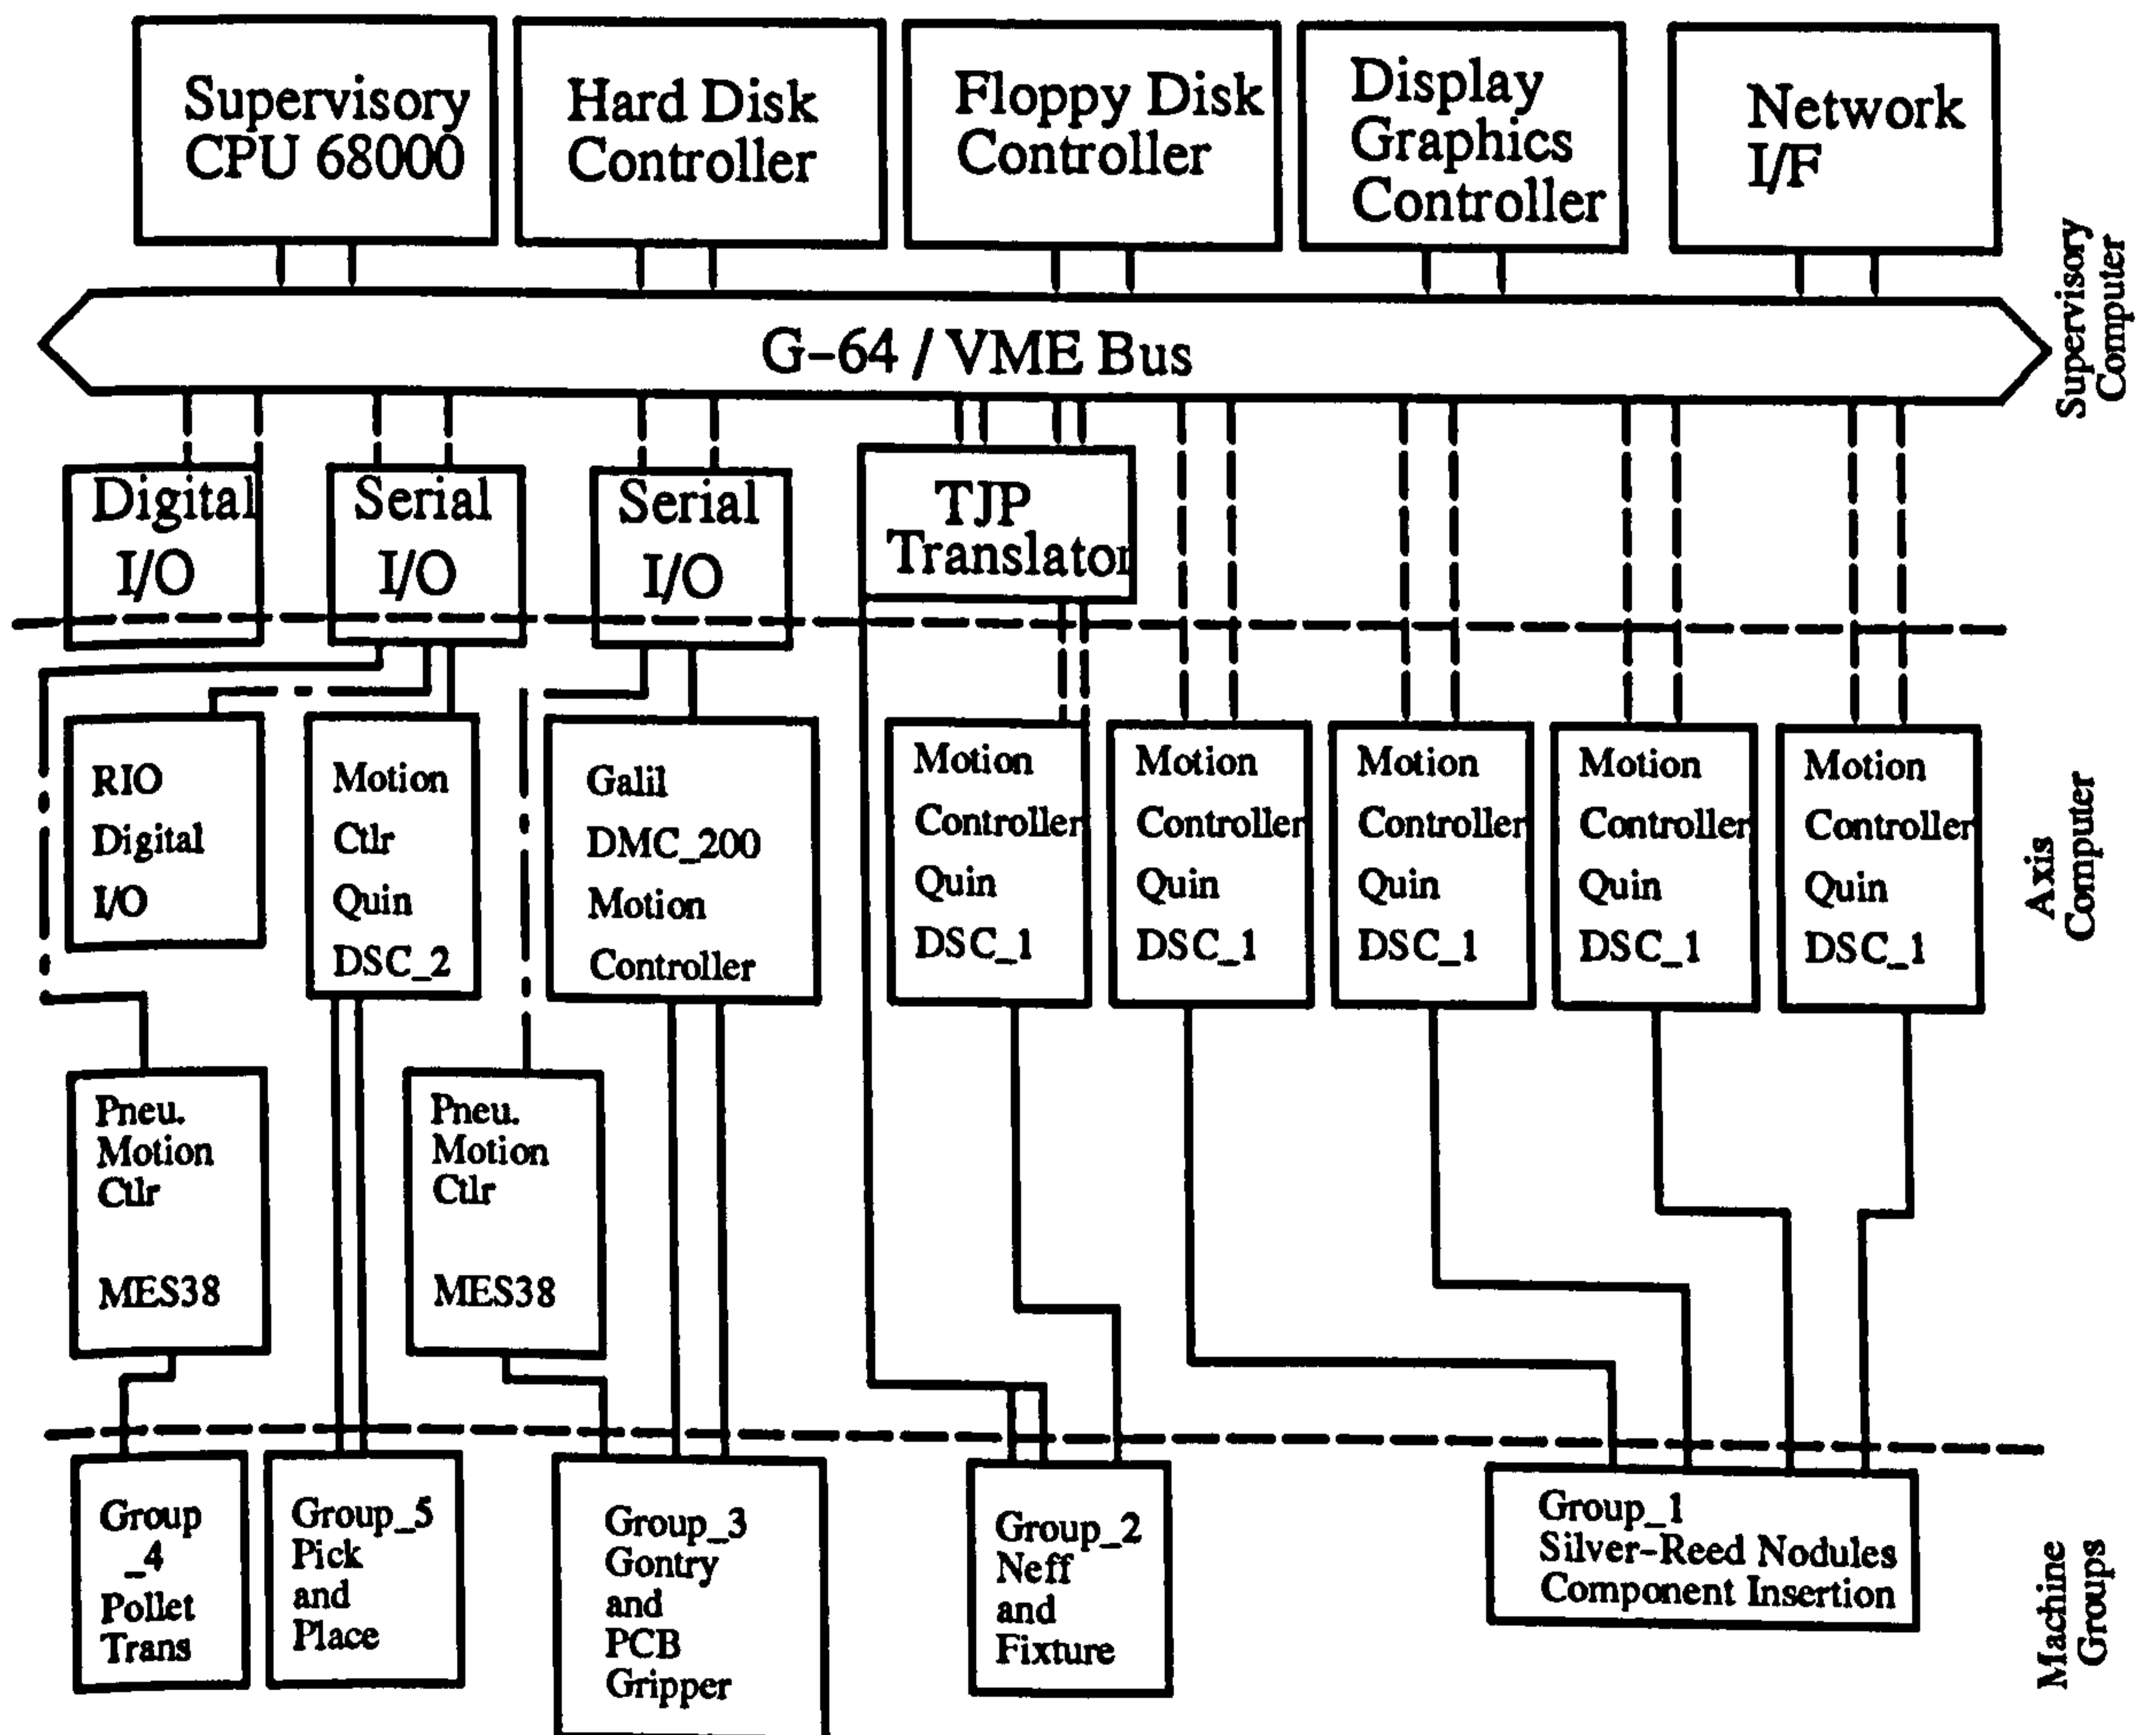 Supervisory
CPU 68000
Hard Disk
Controller
Floppy Disk
Controller
Display
Graphics
Controller
Network
I/F
Supervisory
Computer
G-64 / VME Bus
Digital
I/O
Serial
I/O
Serial
I/O
TJP
Translator
RIO
Digital
I/O
Motion
Ctlr
Quin
DSC_2
Galil
DMC_200
Motion
Controller
Motion
Controller
Quin
DSC_1
Motion
Controller
Quin
DSC_1
Motion
Controller
Quin
DSC_1
Motion
Controller
Quin
DSC_1
Motion
Controller
Quin
DSC_1
Axis
Computer
Pneu.
Motion
Ctlr
MES38
Pneu.
Motion
Ctlr
MES38
Group
_4
Pollet
Trans
Group_5
Pick
and
Place
Group_3
Gontry
and
PCB
Gripper
Group_2
Neff
and
Fixture
Group_1
Silver-Reed Nodules
Component Insertion
Machine
Groups